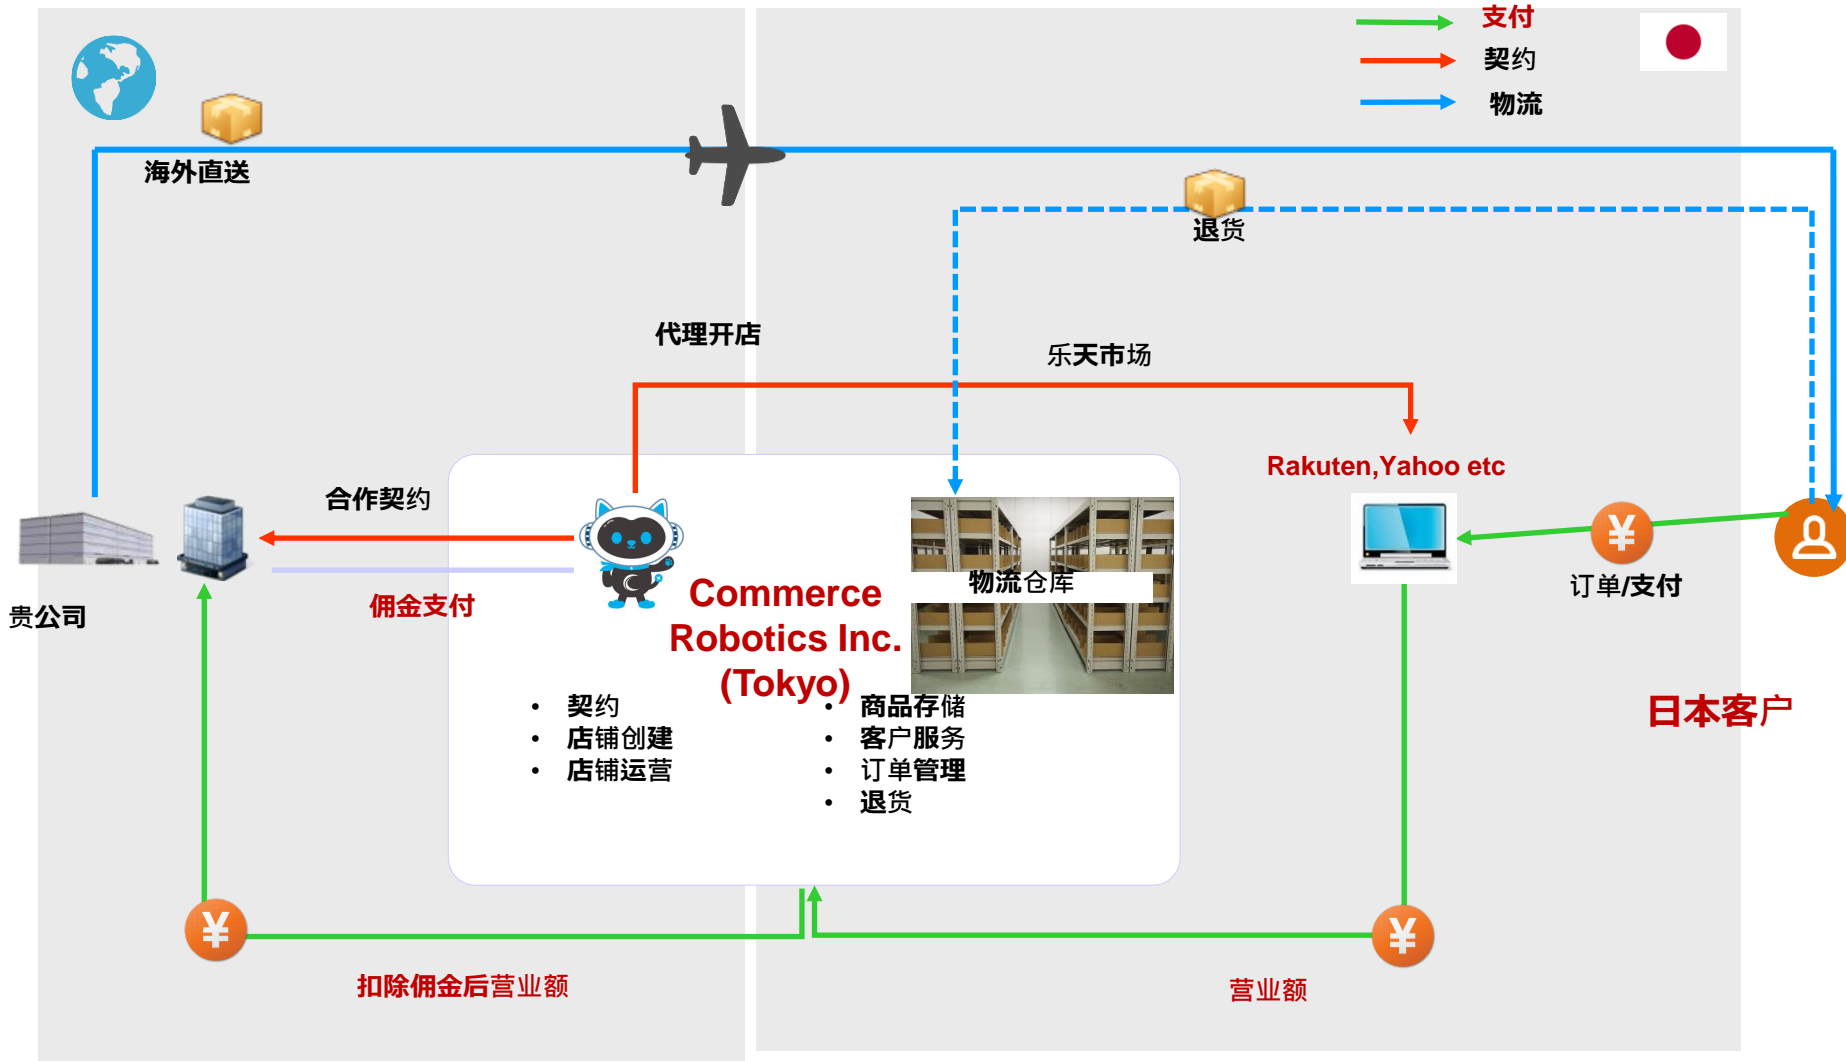 支付
契约
物流
海外直送
退货
代理开店
乐天市场
Rakuten,Yahoo etc
合作契约
物流仓库
订单/支付
佣金支付
贵公司
Commerce
Robotics Inc.
(Tokyo)
日本客户
• 契约
• 店铺创建
• 店铺运营
• 商品存储
• 客户服务
• 订单管理
• 退货
扣除佣金后营业额
营业额